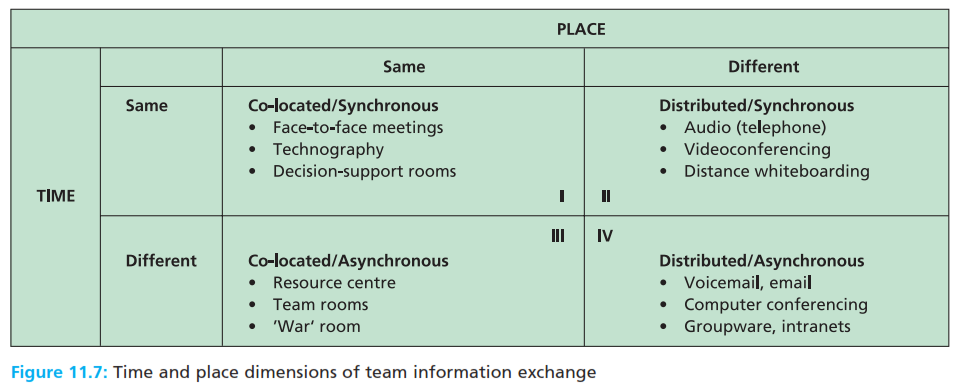 PLACE
Same
Different
TIME
Same
Co-located/Synchronous
• Face-to-face meetings
• Technography
• Decision-support rooms
I
Distributed/Synchronous
• Audio (telephone)
• Videoconferencing
• Distance whiteboarding
II
Different
III
Co-located/Asynchronous
• Resource centre
• Team rooms
• ’War‘ room
IV
Distributed/Asynchronous
• Voicemail, email
• Computer conferencing
• Groupware, intranets
Figure 11.7: Time and place dimensions of team information exchange